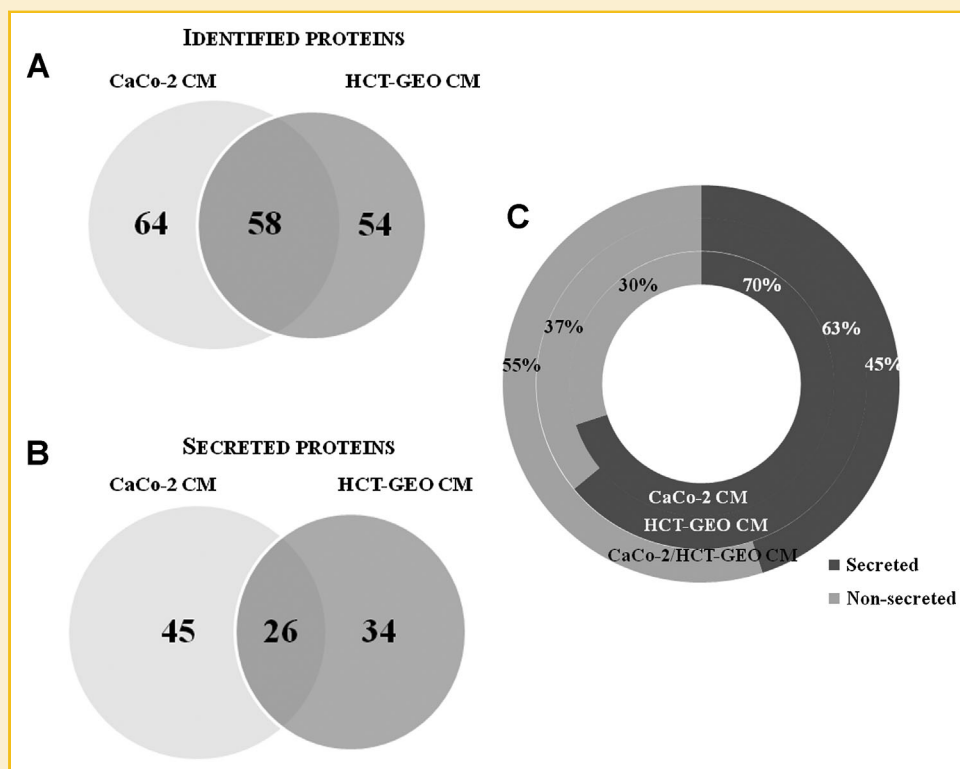 IDENTIFIED PROTEINS
A
CaCo-2 CM HCT-GEO CM
64 58 54
SECRETED PROTEINS
B
CaCo-2 CM HCT-GEO CM
45 26 34
C
30% 70%
37% 63%
55% 45%
CaCo-2 CM
HCT-GEO CM
CaCo-2/HCT-GEO CM
Secreted
Non-secreted